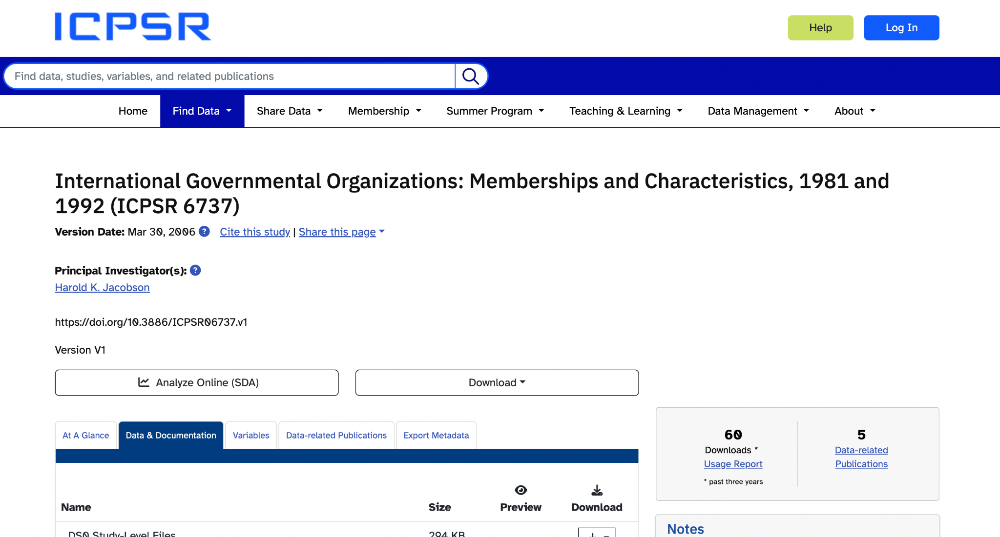 ICPSR
Help
Log In
Find data, studies, variables, and related publications
Home
Find Data
Share Data
Membership
Summer Program
Teaching & Learning
Data Management
About
International Governmental Organizations: Memberships and Characteristics, 1981 and
1992 (ICPSR 6737)
Version Date: Mar 30, 2006 ? Cite this study | Share this page
Principal Investigator(s): ?
Harold K. Jacobson
https://doi.org/10.3886/ICPSR06737.v1
Version V1
Analyze Online (SDA)
Download
At A Glance
Data & Documentation
Variables
Data-related Publications
Export Metadata
Name
Size
Preview
Download
DS0 Study-Level Files
294 KB
60
Downloads *
Usage Report
* past three years
5
Data-related
Publications
Notes